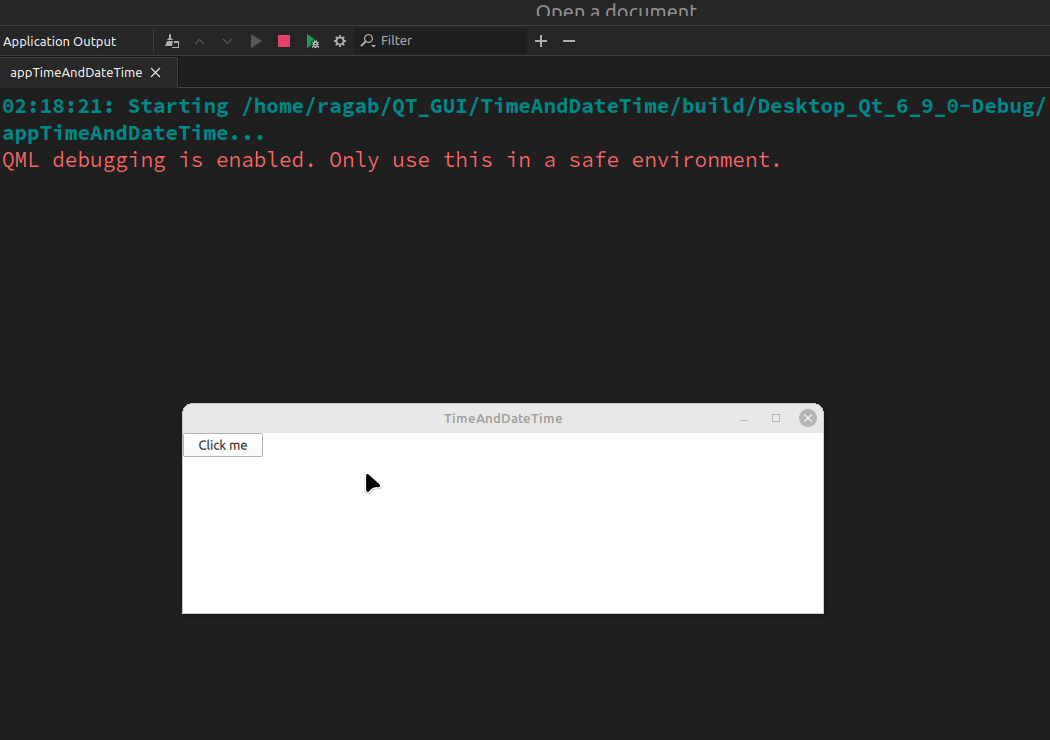 Open a document
Application Output
Filter
appTimeAndDateTime
02:18:21: Starting /home/ragab/QT_GUI/TimeAndDateTime/build/Desktop_Qt_6_9_0-Debug/
appTimeAndDateTime...
QML debugging is enabled. Only use this in a safe environment.
TimeAndDateTime
Click me